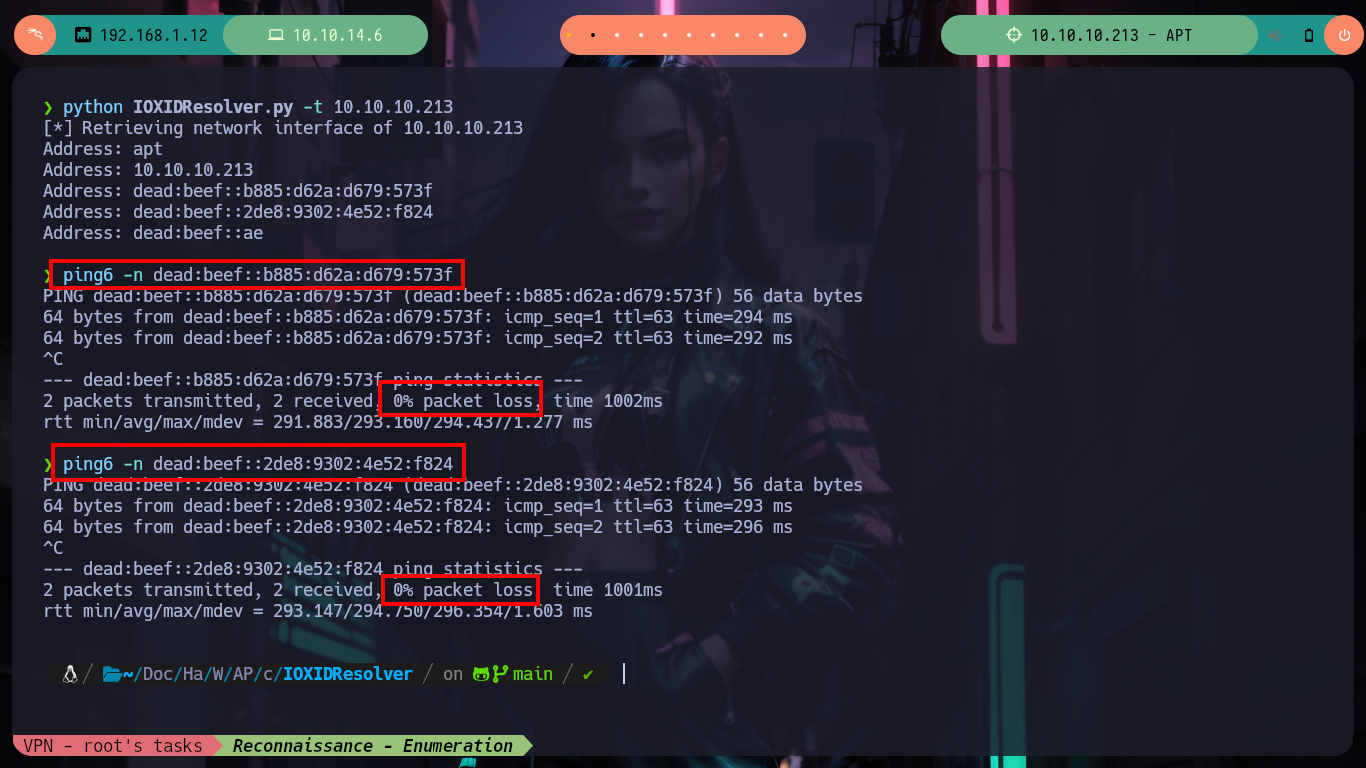 192.168.1.12
10.10.14.6
10.10.10.213 - APT
❯ python IOXIDResolver.py -t 10.10.10.213
[*] Retrieving network interface of 10.10.10.213
Address: apt
Address: 10.10.10.213
Address: dead:beef::b885:d62a:d679:573f
Address: dead:beef::2de8:9302:4e52:f824
Address: dead:beef::ae
❯ ping6 -n dead:beef::b885:d62a:d679:573f
PING dead:beef::b885:d62a:d679:573f (dead:beef::b885:d62a:d679:573f) 56 data bytes
64 bytes from dead:beef::b885:d62a:d679:573f: icmp_seq=1 ttl=63 time=294 ms
64 bytes from dead:beef::b885:d62a:d679:573f: icmp_seq=2 ttl=63 time=292 ms
^C
--- dead:beef::b885:d62a:d679:573f ping statistics ---
2 packets transmitted, 2 received, 0% packet loss, time 1002ms
rtt min/avg/max/mdev = 291.883/293.160/294.437/1.277 ms
❯ ping6 -n dead:beef::2de8:9302:4e52:f824
PING dead:beef::2de8:9302:4e52:f824 (dead:beef::2de8:9302:4e52:f824) 56 data bytes
64 bytes from dead:beef::2de8:9302:4e52:f824: icmp_seq=1 ttl=63 time=293 ms
64 bytes from dead:beef::2de8:9302:4e52:f824: icmp_seq=2 ttl=63 time=296 ms
^C
--- dead:beef::2de8:9302:4e52:f824 ping statistics ---
2 packets transmitted, 2 received, 0% packet loss, time 1001ms
rtt min/avg/max/mdev = 293.147/294.750/296.354/1.603 ms
/ ~/Doc/Ha/W/AP/c/IOXIDResolver / on main / ✔
VPN - root's tasks Reconnaissance - Enumeration